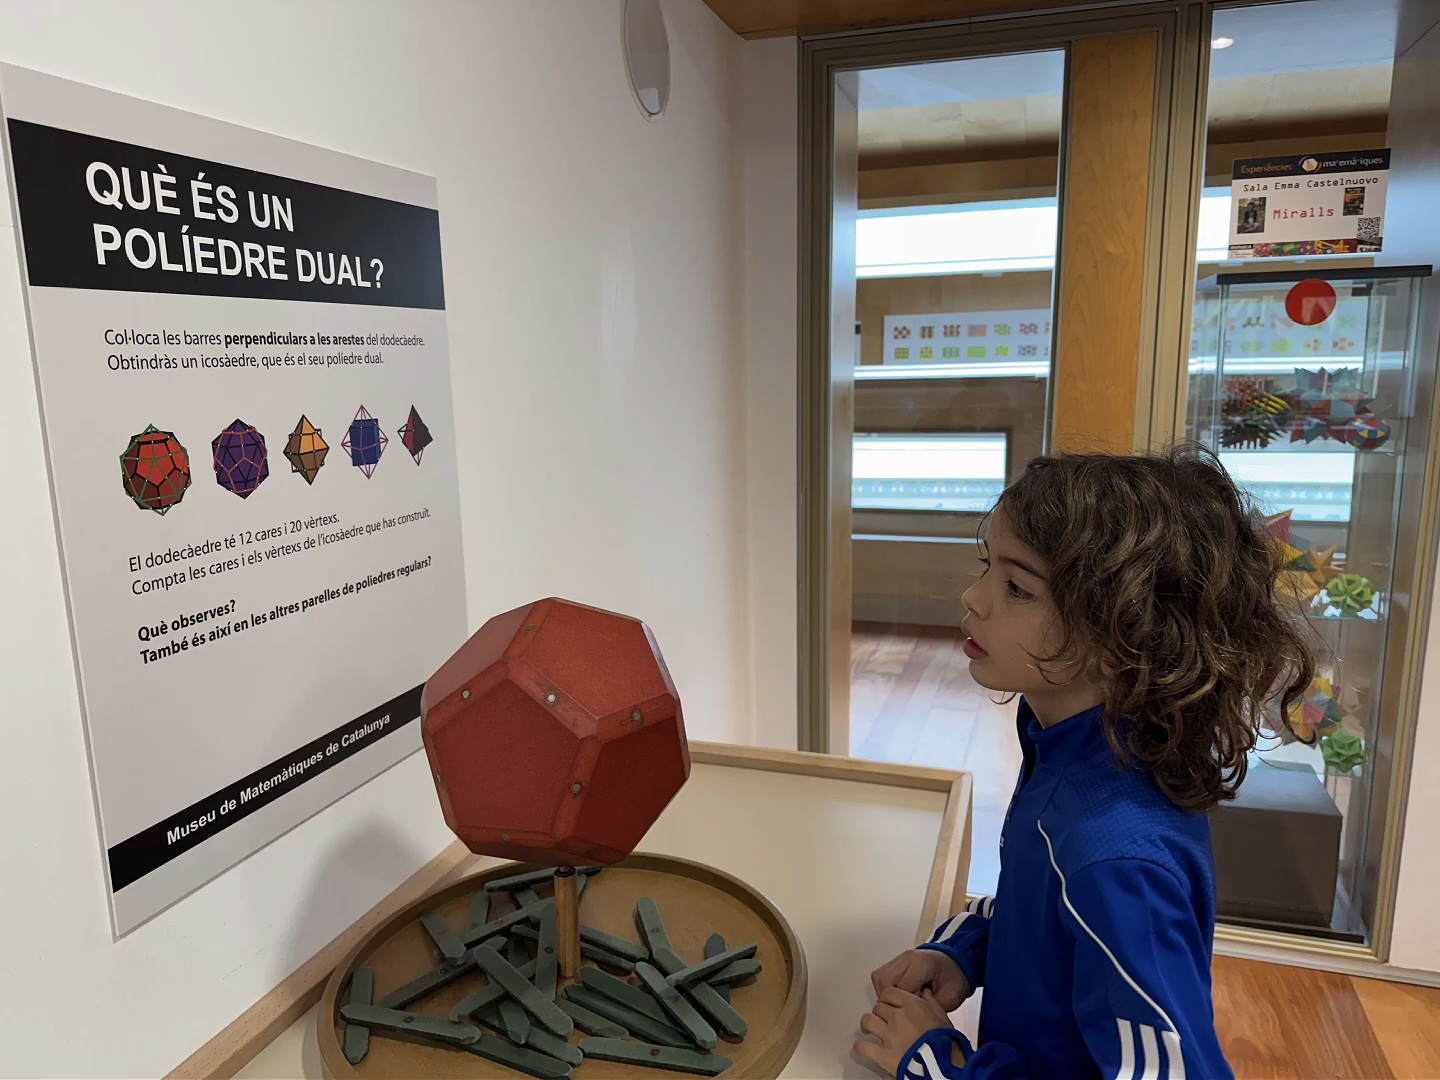 QUÈ ÉS UN
POLÍEDRE DUAL?
Col·loca les barres perpendiculars a les arestes del dodecàedre.
Obtindràs un icosàedre, que és el seu poliedre dual.
El dodecàedre té 12 cares i 20 vèrtexs.
Compta les cares i els vèrtexs de l'icosàedre que has construït.
Què observes?
També és així en les altres parelles de poliedres regulars?
Museu de Matemàtiques de Catalunya
Experiències matemàtiques
Sala Emma Castelnuovo
Miralls